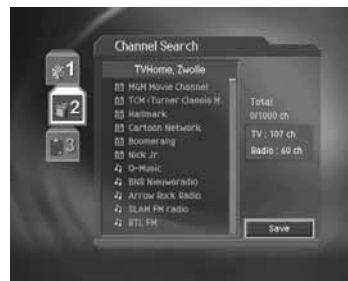 Channel Search
1
2
3
TVHome, Zwolle
MGM Movie Channel
TCM (Turner Classis M
Hallmark
Cartoon Network
Boomerang
Nick Jr
Q-Music
BNR Nieuwsradio
Arrow Rock Radio
SLAM FM radio
RTL FM
Total
0/1000 ch
TV : 107 ch
Radio : 60 ch
Save